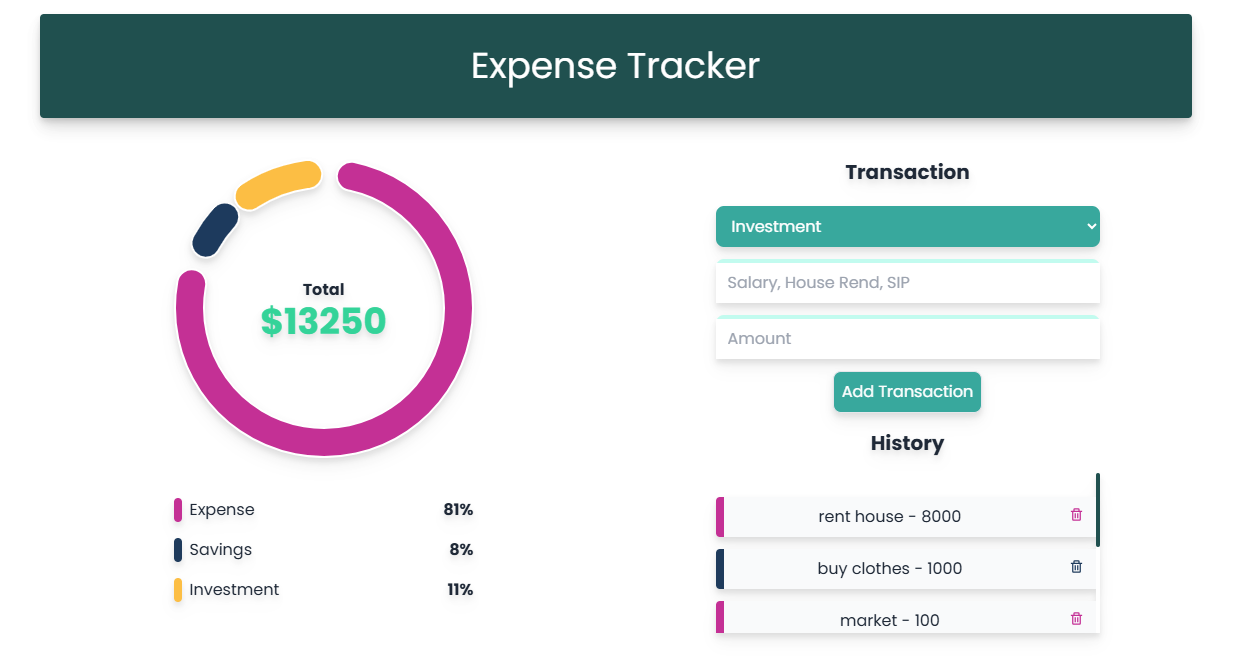 Expense Tracker
Total
$13250
Expense 81%
Savings 8%
Investment 11%
Transaction
Investment
Salary, House Rend, SIP
Amount
Add Transaction
History
rent house - 8000
buy clothes - 1000
market - 100